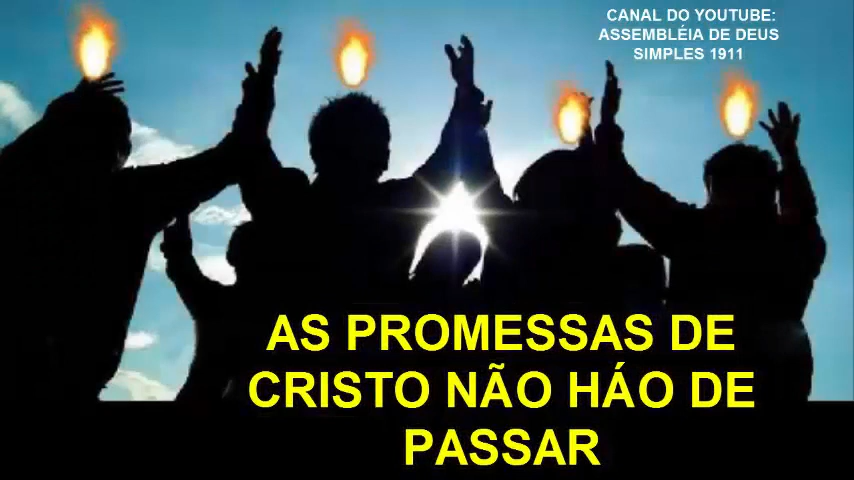 CANAL DO YOUTUBE:
ASSEMBLÉIA DE DEUS
SIMPLES 1911
AS PROMESSAS DE
CRISTO NÃO HÁO DE
PASSAR